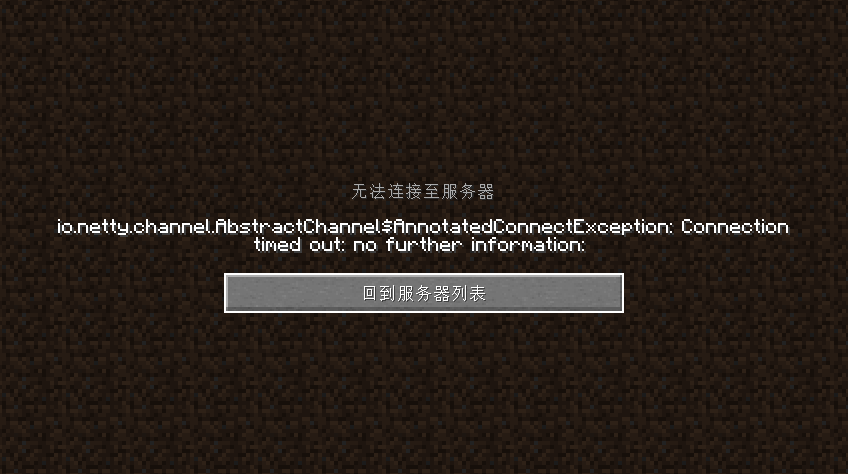 无法连接至服务器
io.netty.channel.AbstractChannel$AnnotatedConnectException: Connection
timed out: no further information:
回到服务器列表